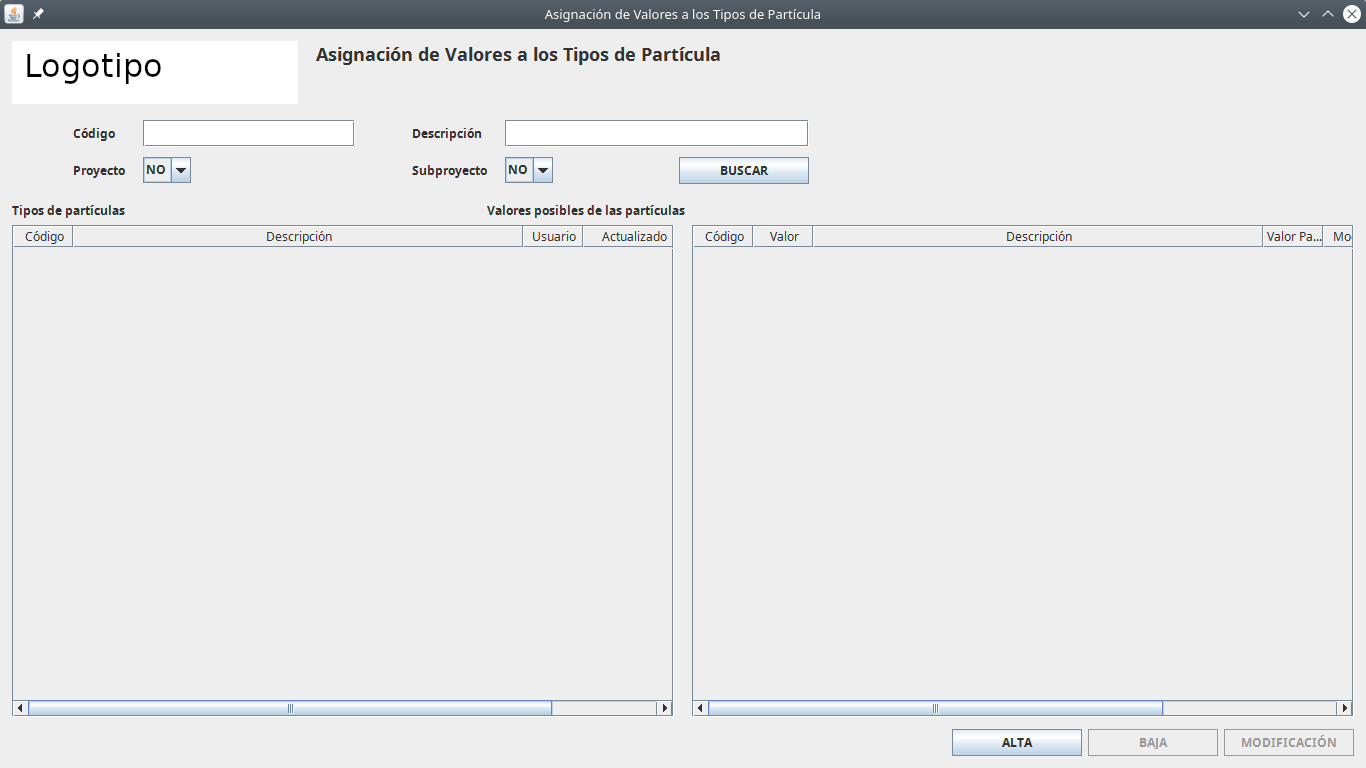 Asignación de Valores a los Tipos de Partícula
Logotipo
Asignación de Valores a los Tipos de Partícula
Código
Descripción
Proyecto NO
Subproyecto NO
BUSCAR
Tipos de partículas
Valores posibles de las partículas
Código Descripción Usuario Actualizado
Código Valor Descripción Valor Pa... Mo
ALTA BAJA MODIFICACIÓN